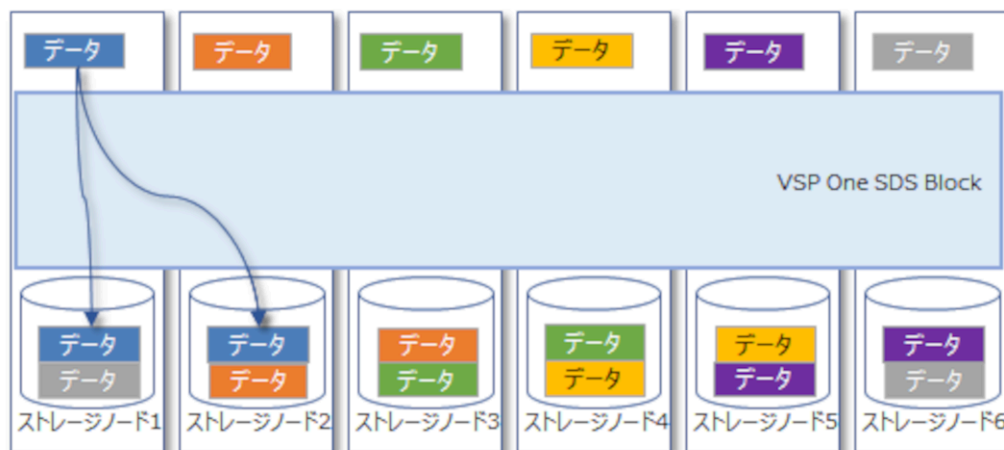 データ データ データ データ データ データ
VSP One SDS Block
データ データ データ データ データ データ
データ データ データ データ データ データ
ストレージノード1 ストレージノード2 ストレージノード3 ストレージノード4 ストレージノード5 ストレージノード6